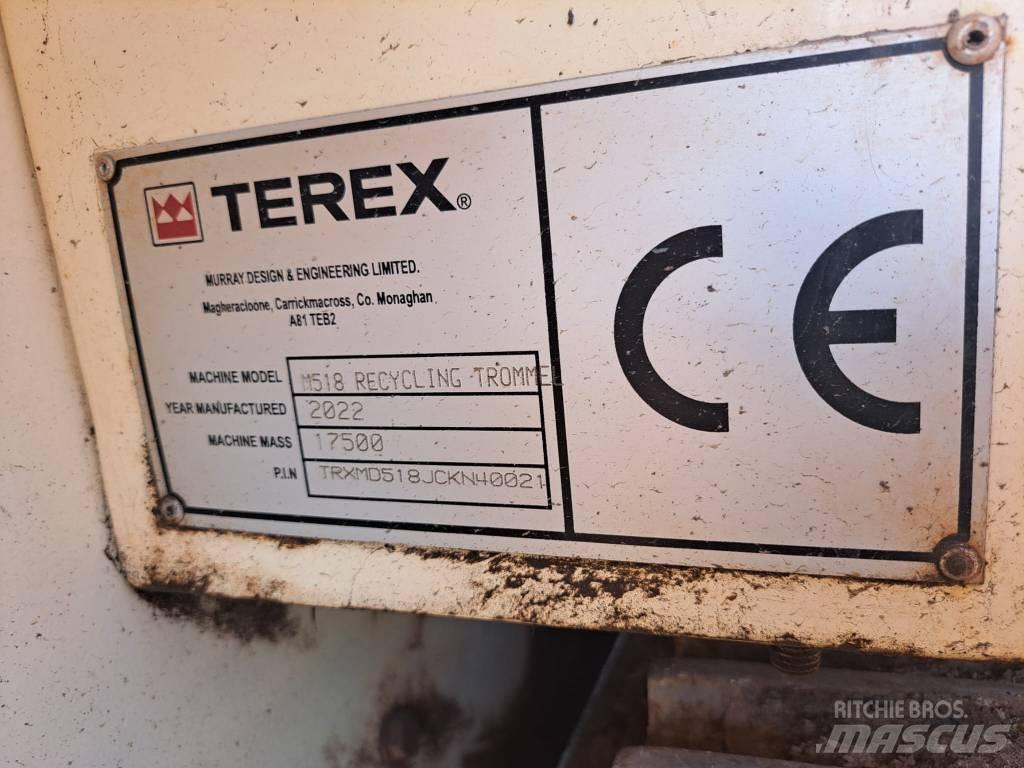 TEREX®
MURRAY DESIGN & ENGINEERING LIMITED.
Magheracloone, Carrickmacross, Co. Monaghan
A81 TEB2
MACHINE MODEL M518 RECYCLING TROMMEL
YEAR MANUFACTURED 2022
MACHINE MASS 17500
P.I.N TRXMD518JCKN40021
CE
RITCHIE BROS.
MASCUS